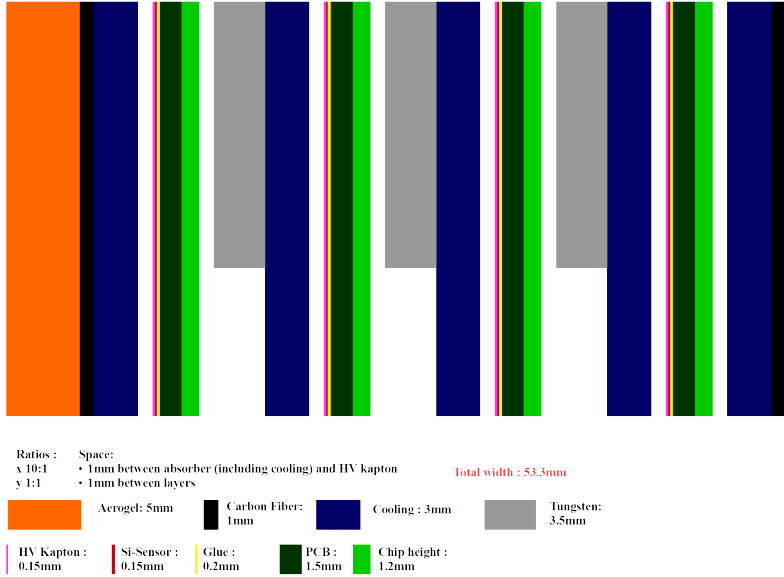 Ratios :
x 10:1
y 1:1
Space:
• 1mm between absorber (including cooling) and HV kapton
• 1mm between layers
Total width : 53.3mm
Aerogel: 5mm
Carbon Fiber:
1mm
Cooling : 3mm
Tungsten:
3.5mm
HV Kapton :
0.15mm
Si-Sensor :
0.15mm
Glue :
0.2mm
PCB :
1.5mm
Chip height :
1.2mm